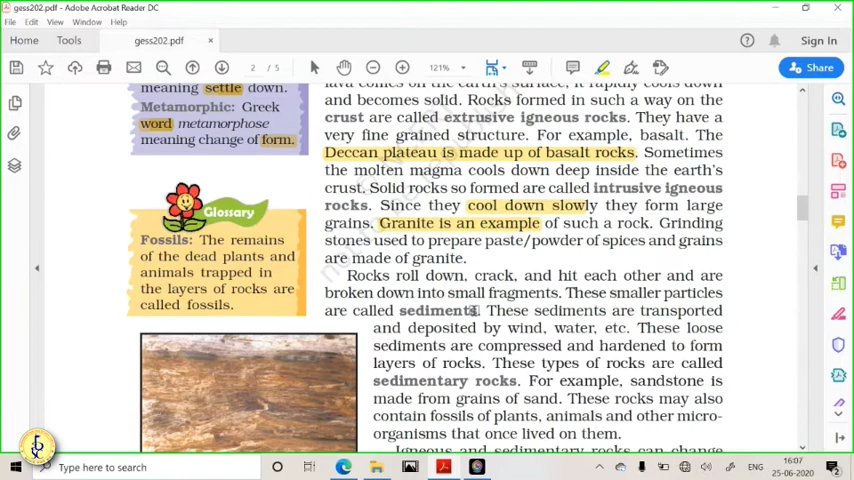 gess202.pdf - Adobe Acrobat Reader DC
File Edit View Window Help
Home Tools gess202.pdf × Sign In
2 / 5 121% Share
meaning settle down.
Metamorphic: Greek
word metamorphose
meaning change of form.
Glossary
Fossils: The remains
of the dead plants and
animals trapped in
the layers of rocks are
called fossils.
lava comes on the earth's surface, it rapidly cools down
and becomes solid. Rocks formed in such a way on the
crust are called extrusive igneous rocks. They have a
very fine grained structure. For example, basalt. The
Deccan plateau is made up of basalt rocks. Sometimes
the molten magma cools down deep inside the earth's
crust. Solid rocks so formed are called intrusive igneous
rocks. Since they cool down slowly they form large
grains. Granite is an example of such a rock. Grinding
stones used to prepare paste/powder of spices and grains
are made of granite.
Rocks roll down, crack, and hit each other and are
broken down into small fragments. These smaller particles
are called sediments. These sediments are transported
and deposited by wind, water, etc. These loose
sediments are compressed and hardened to form
layers of rocks. These types of rocks are called
sedimentary rocks. For example, sandstone is
made from grains of sand. These rocks may also
contain fossils of plants, animals and other micro-
organisms that once lived on them.
Igneous and sedimentary rocks can change
Type here to search
ENG
16:07
25-06-2020
2